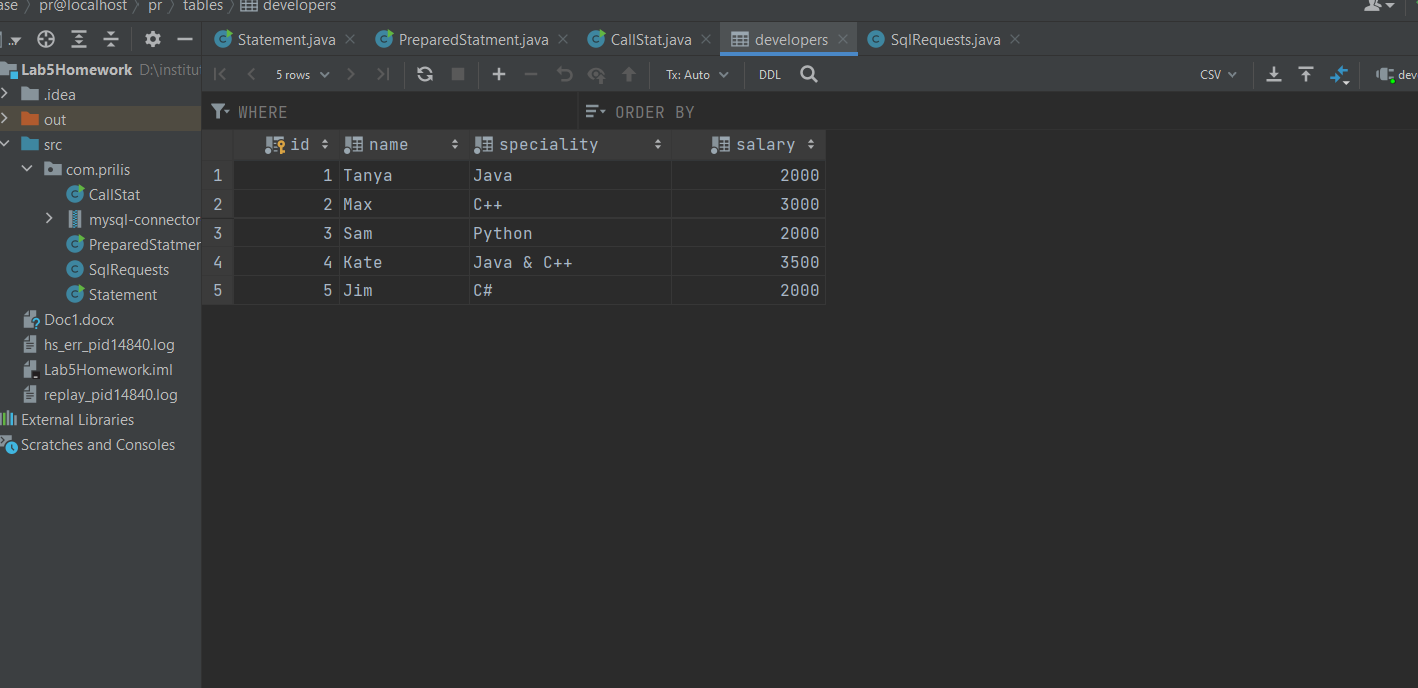 ase pr@localhost pr tables developers
Statement.java PreparedStatment.java CallStat.java developers SqlRequests.java
Lab5Homework D:\institut
5 rows Tx: Auto DDL CSV dev
.idea
WHERE ORDER BY
out
src
id name speciality salary
com.prilis
1 1 Tanya Java 2000
CallStat
2 2 Max C++ 3000
mysql-connector
3 3 Sam Python 2000
PreparedStatmen
4 4 Kate Java & C++ 3500
SqlRequests
5 5 Jim C# 2000
Statement
Doc1.docx
hs_err_pid14840.log
Lab5Homework.iml
replay_pid14840.log
External Libraries
Scratches and Consoles